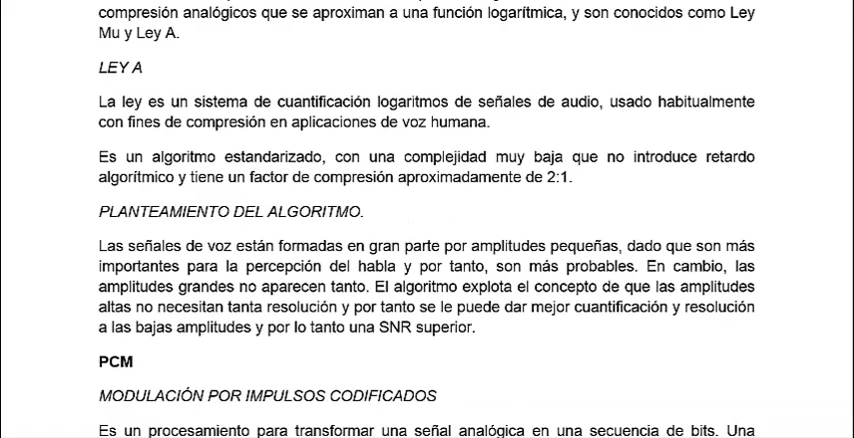 compresión analógicos que se aproximan a una función logarítmica, y son conocidos como Ley
Mu y Ley A.
LEY A
La ley es un sistema de cuantificación logaritmos de señales de audio, usado habitualmente
con fines de compresión en aplicaciones de voz humana.
Es un algoritmo estandarizado, con una complejidad muy baja que no introduce retardo
algorítmico y tiene un factor de compresión aproximadamente de 2:1.
PLANTEAMIENTO DEL ALGORITMO.
Las señales de voz están formadas en gran parte por amplitudes pequeñas, dado que son más
importantes para la percepción del habla y por tanto, son más probables. En cambio, las
amplitudes grandes no aparecen tanto. El algoritmo explota el concepto de que las amplitudes
altas no necesitan tanta resolución y por tanto se le puede dar mejor cuantificación y resolución
a las bajas amplitudes y por lo tanto una SNR superior.
PCM
MODULACIÓN POR IMPULSOS CODIFICADOS
Es un procesamiento para transformar una señal analógica en una secuencia de bits. Una